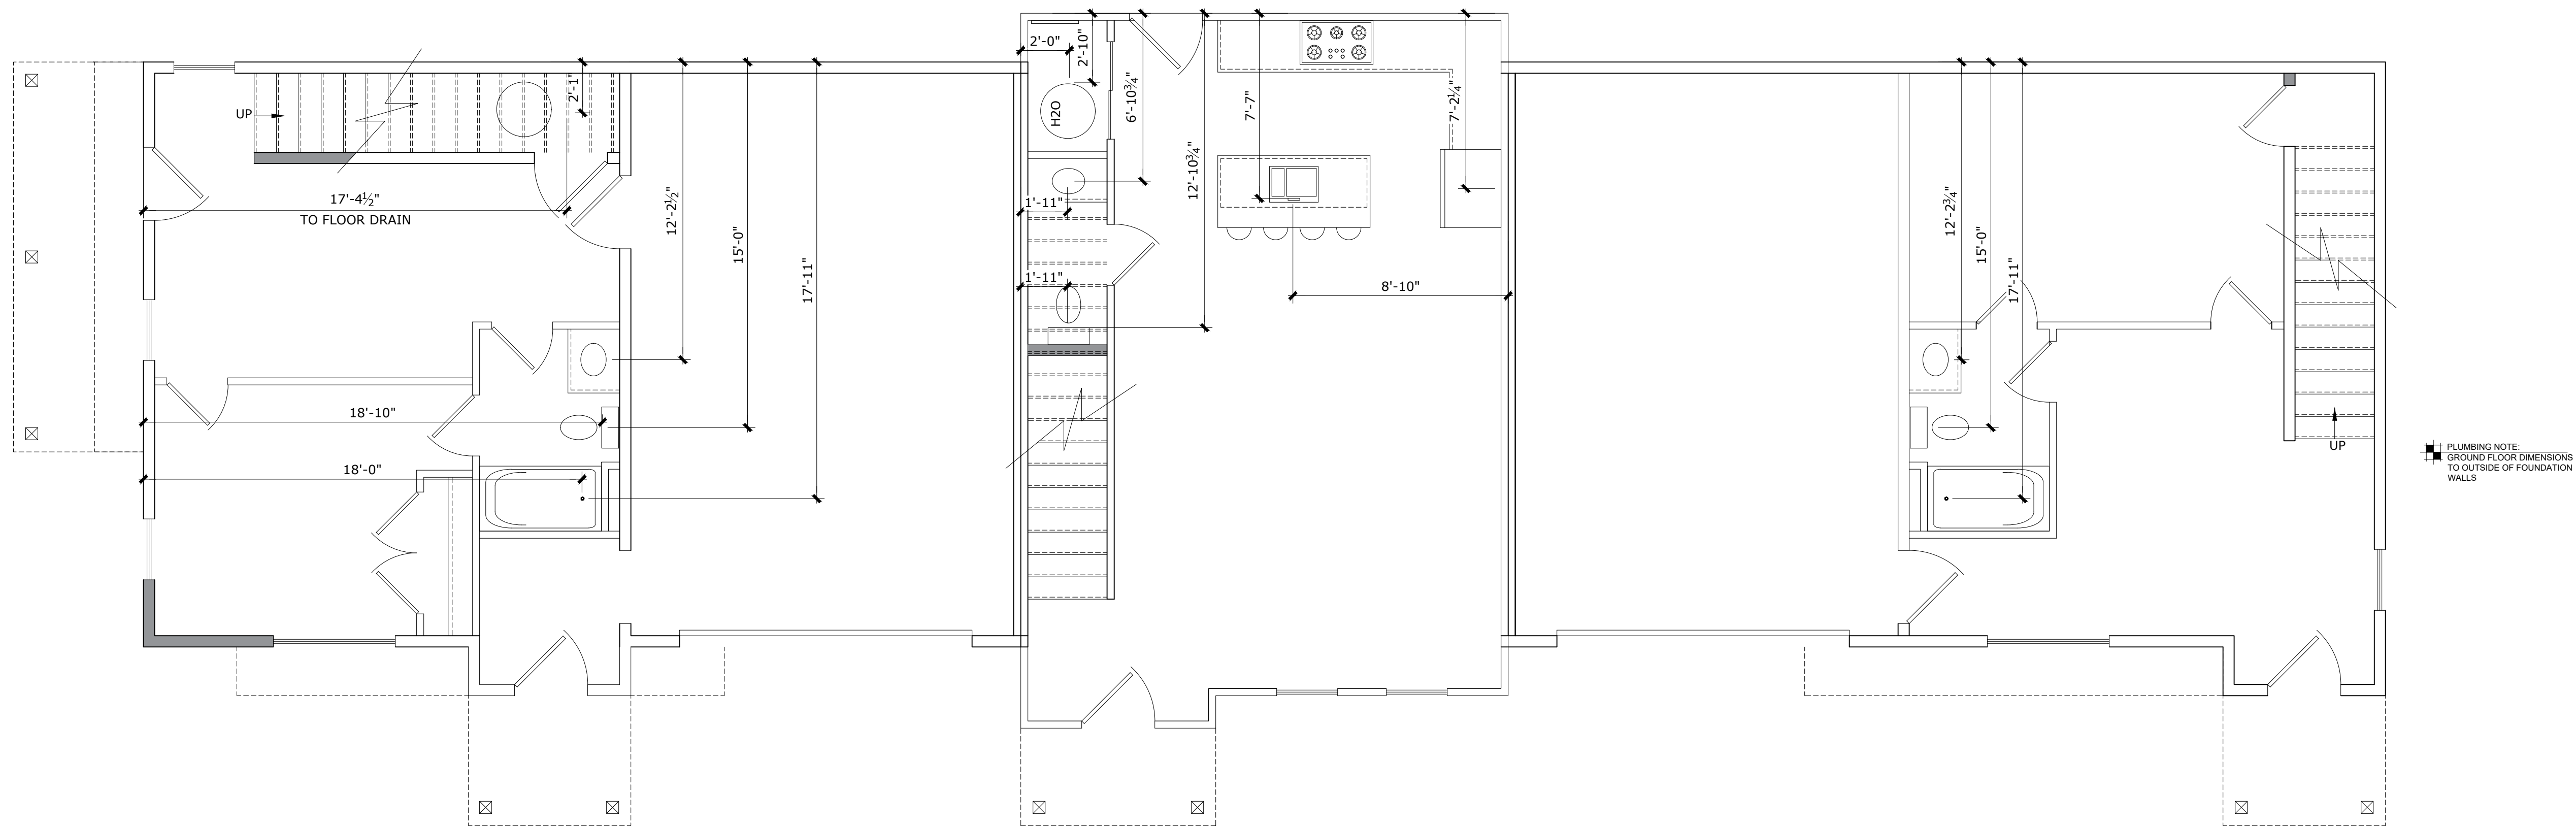 2'-0"
2'-10"
2'-1"
UP
H2O
6'-10¾"
7'-7"
7'-2¼"
17'-4½"
TO FLOOR DRAIN
12'-2½"
1'-11"
12'-10¾"
12'-2¾"
15'-0"
15'-0"
17'-11"
1'-11"
8'-10"
17'-11"
18'-10"
18'-0"
UP
PLUMBING NOTE:
GROUND FLOOR DIMENSIONS
TO OUTSIDE OF FOUNDATION
WALLS